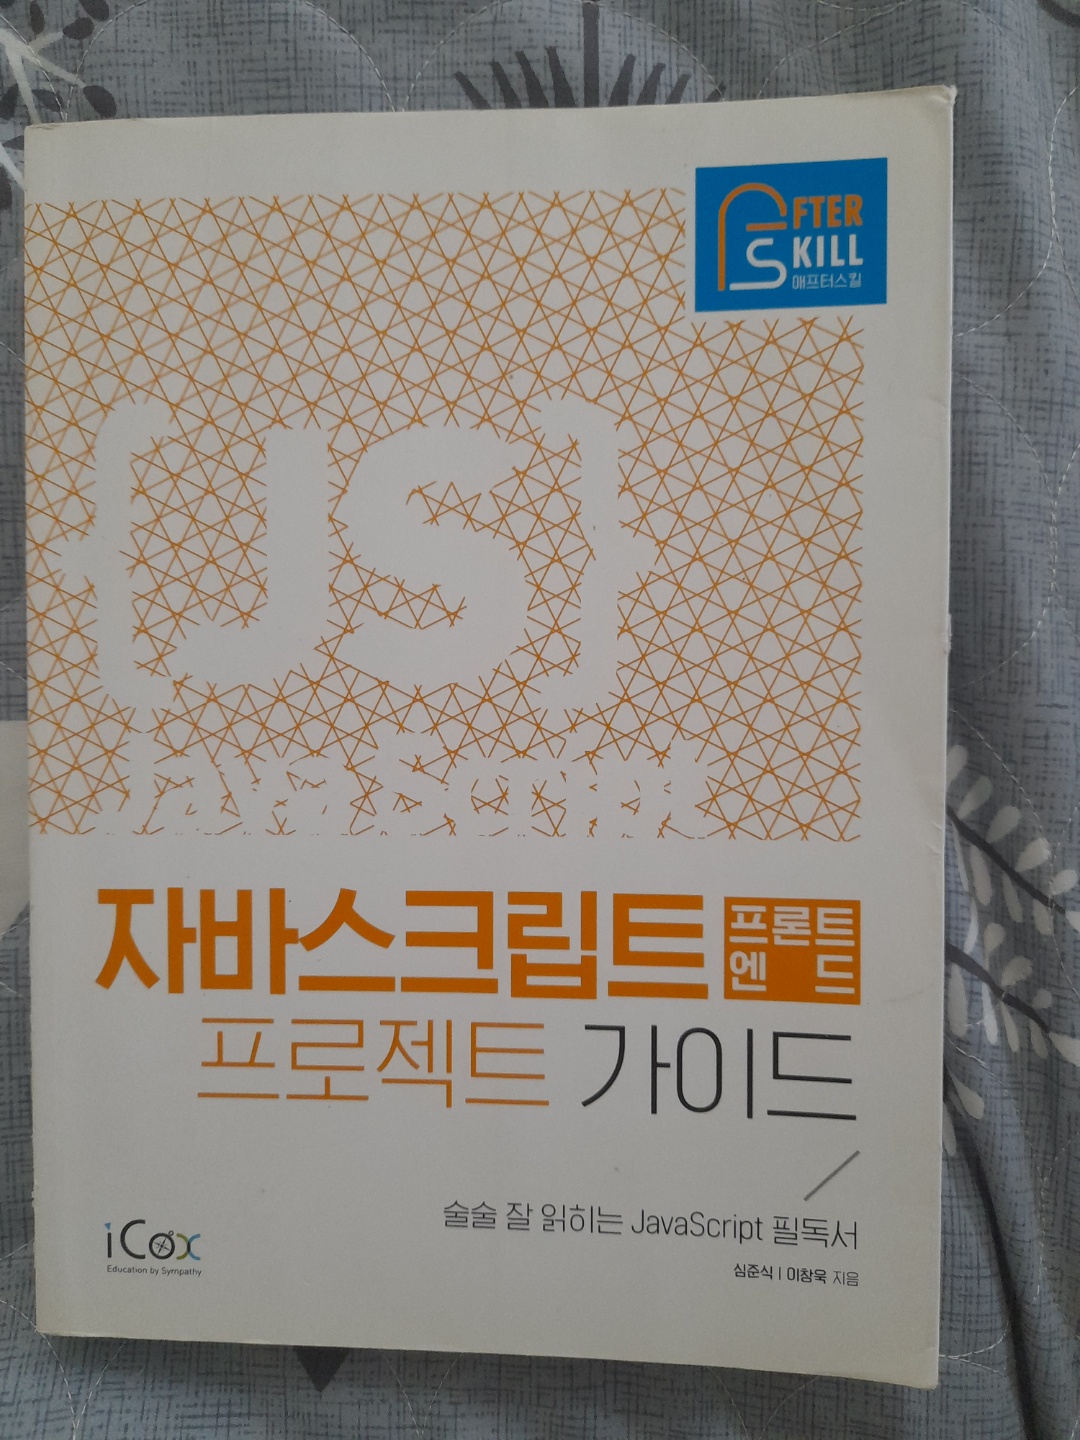 AFTER
SKILL
애프터스킬
{JS}
자바스크립트 프론트엔드
프로젝트 가이드
술술 잘 읽히는 JavaScript 필독서
심준식 | 이창욱 지음
iCox
Education by Sympathy